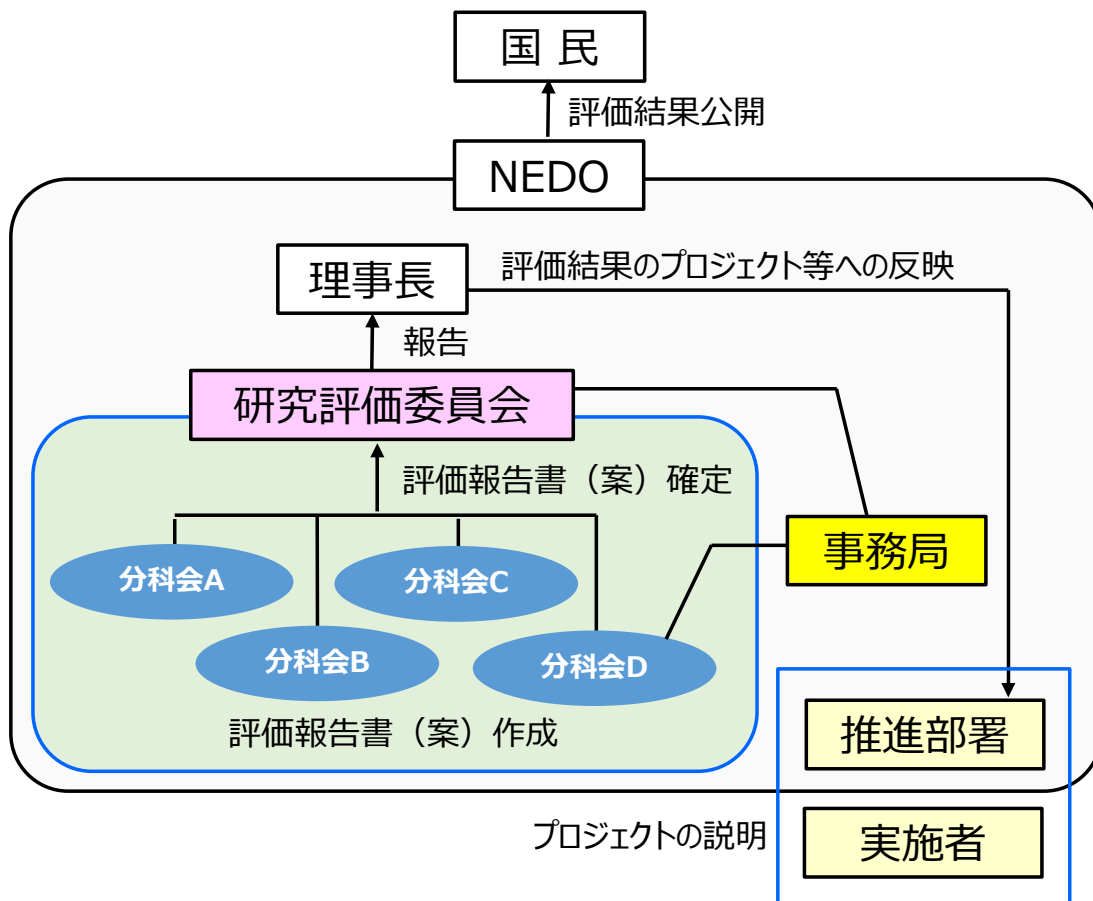 国 民
評価結果公開
NEDO
理事長
評価結果のプロジェクト等への反映
報告
研究評価委員会
評価報告書（案）確定
事務局
分科会A
分科会C
分科会B
分科会D
評価報告書（案）作成
推進部署
プロジェクトの説明
実施者